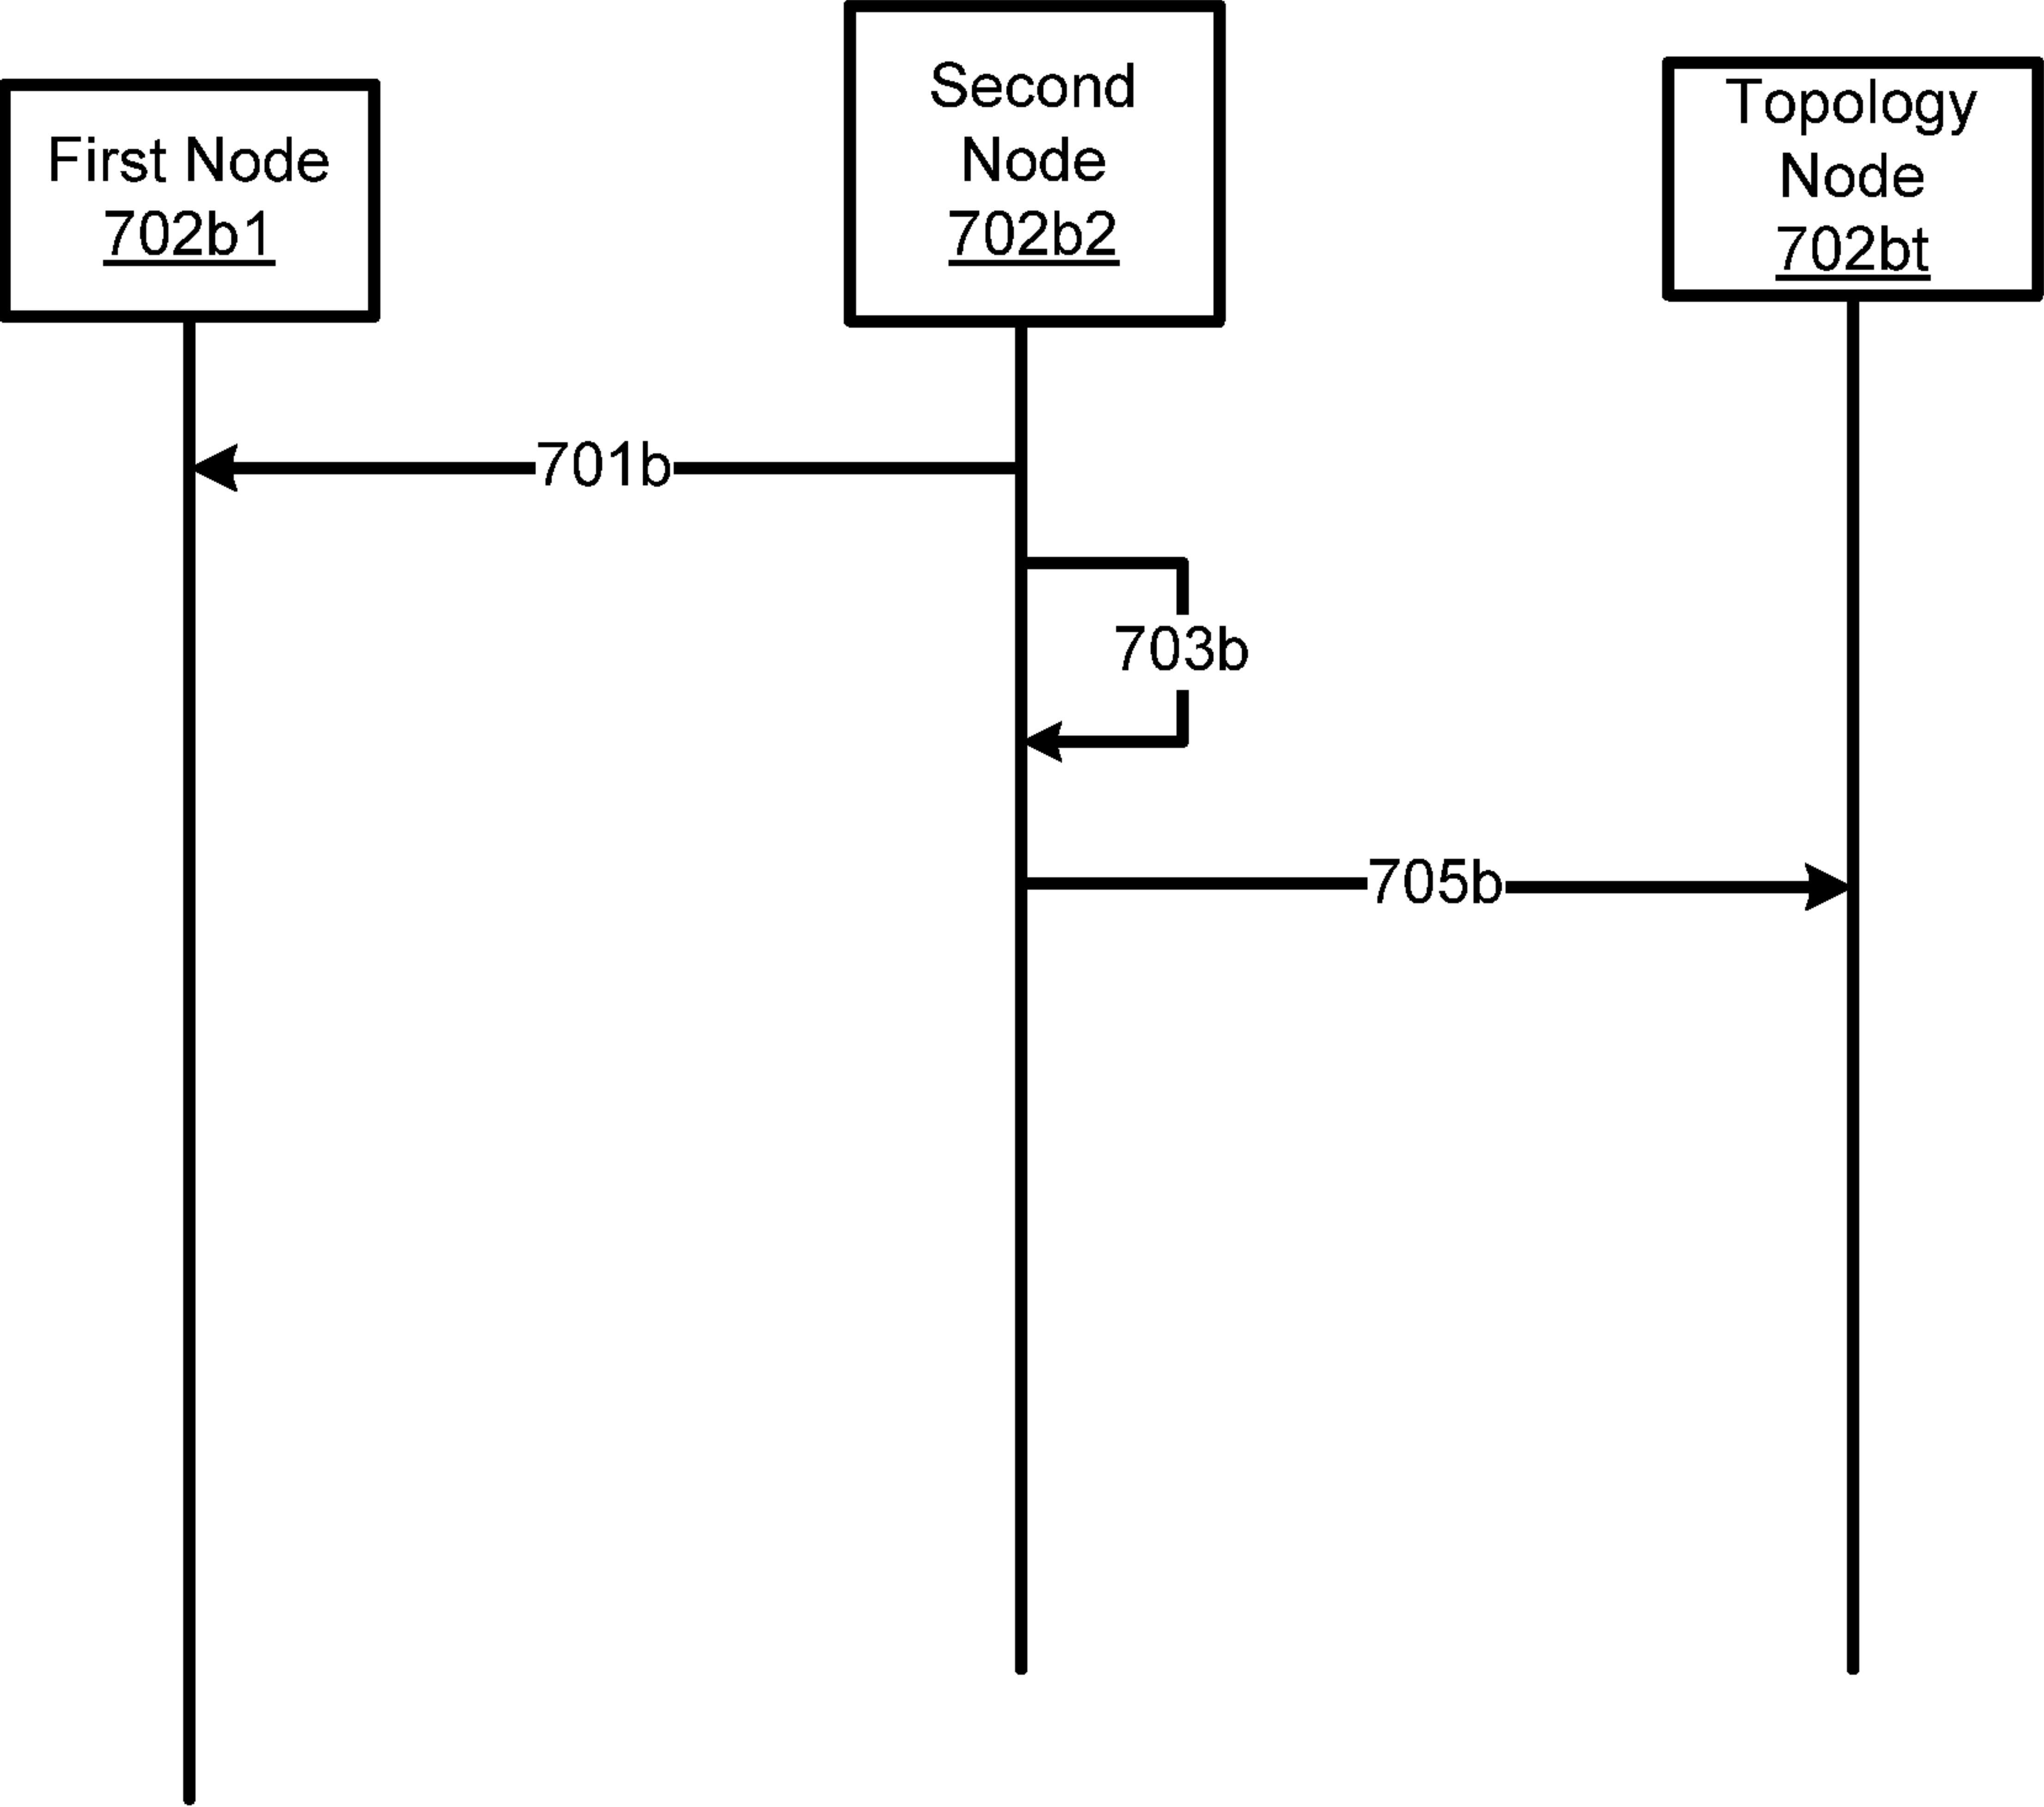 First Node
702b1
Second
Node
702b2
Topology
Node
702bt
701b
703b
705b